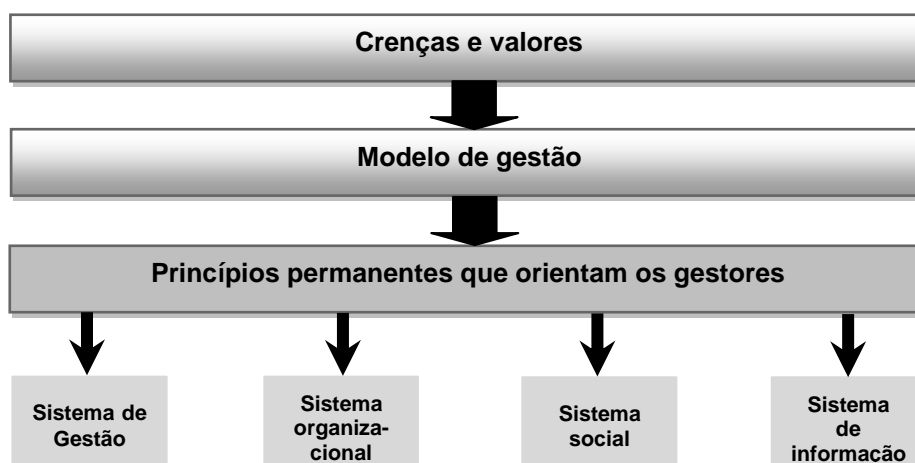 Crenças e valores
Modelo de gestão
Princípios permanentes que orientam os gestores
Sistema de
Gestão
Sistema
organiza-
cional
Sistema
social
Sistema
de
informação